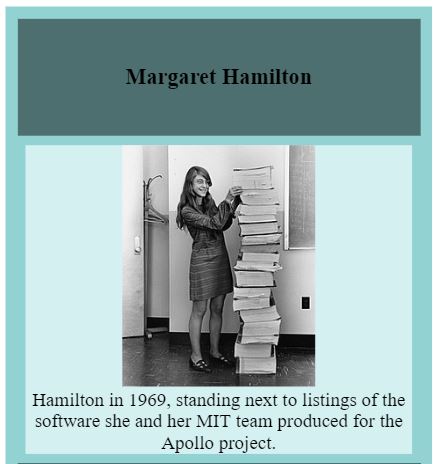 Margaret Hamilton
Hamilton in 1969, standing next to listings of the
software she and her MIT team produced for the
Apollo project.